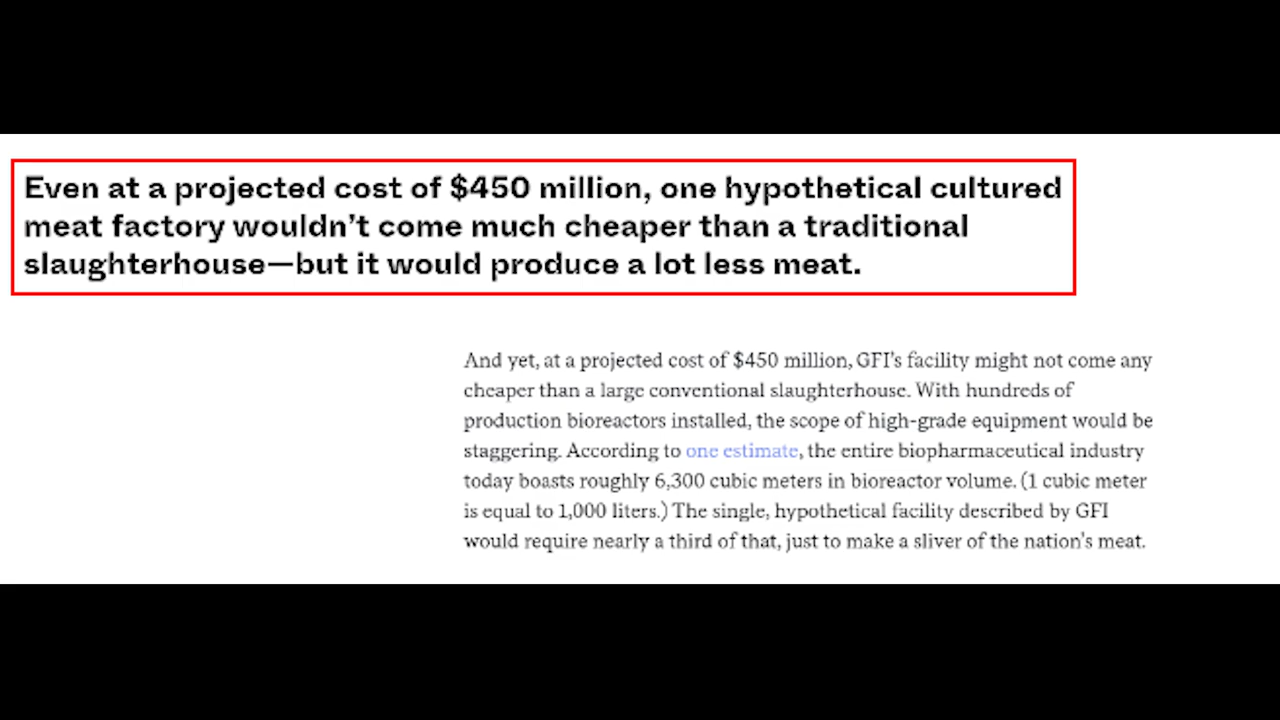 Even at a projected cost of $450 million, one hypothetical cultured
meat factory wouldn’t come much cheaper than a traditional
slaughterhouse—but it would produce a lot less meat.
And yet, at a projected cost of $450 million, GFI’s facility might not come any
cheaper than a large conventional slaughterhouse. With hundreds of
production bioreactors installed, the scope of high-grade equipment would be
staggering. According to one estimate, the entire biopharmaceutical industry
today boasts roughly 6,300 cubic meters in bioreactor volume. (1 cubic meter
is equal to 1,000 liters.) The single, hypothetical facility described by GFI
would require nearly a third of that, just to make a sliver of the nation’s meat.